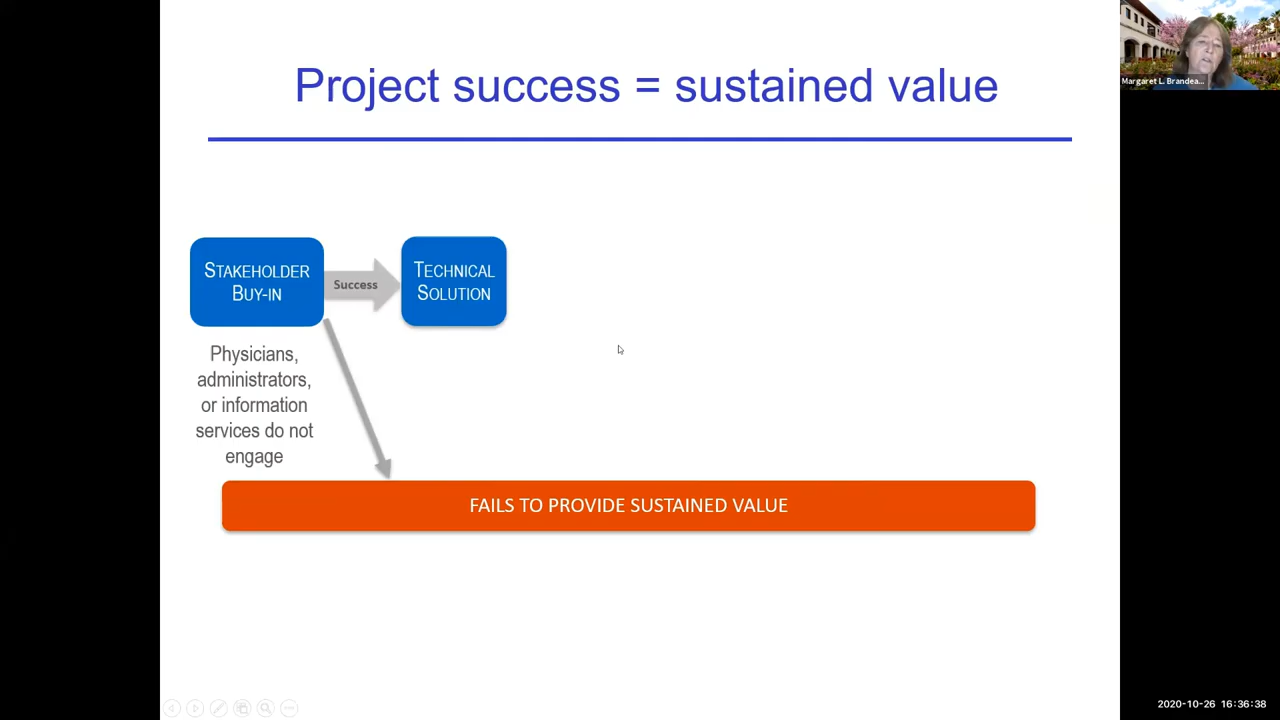 Project success = sustained value
Margaret L. Brandea...
STAKEHOLDER
BUY-IN
Success
TECHNICAL
SOLUTION
Physicians,
administrators,
or information
services do not
engage
FAILS TO PROVIDE SUSTAINED VALUE
2020-10-26 16:36:38